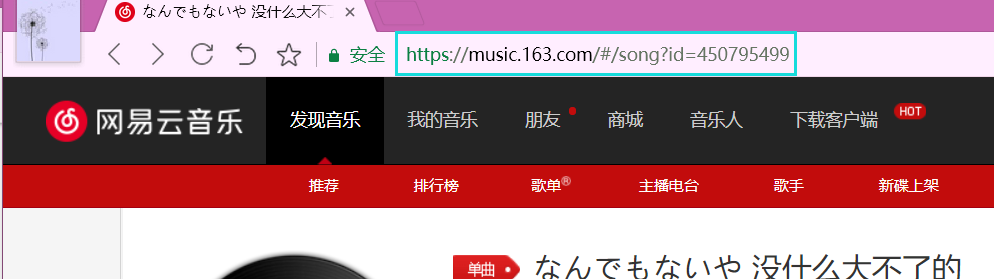 なんでもないや 没什么大不了
安全 https://music.163.com/#/song?id=450795499
网易云音乐 发现音乐 我的音乐 朋友 商城 音乐人 下载客户端 HOT
推荐 排行榜 歌单® 主播电台 歌手 新碟上架
单曲 なんでもないや 没什么大不了的